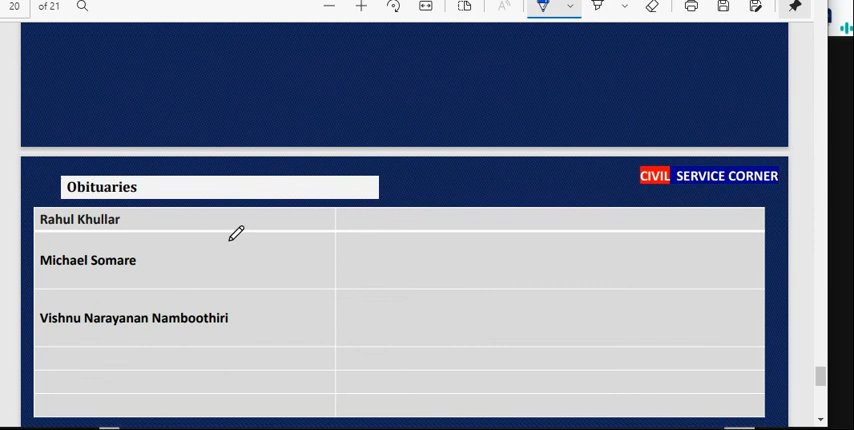 20 of 21
CIVIL SERVICE CORNER
Obituaries
Rahul Khullar
Michael Somare
Vishnu Narayanan Namboothiri